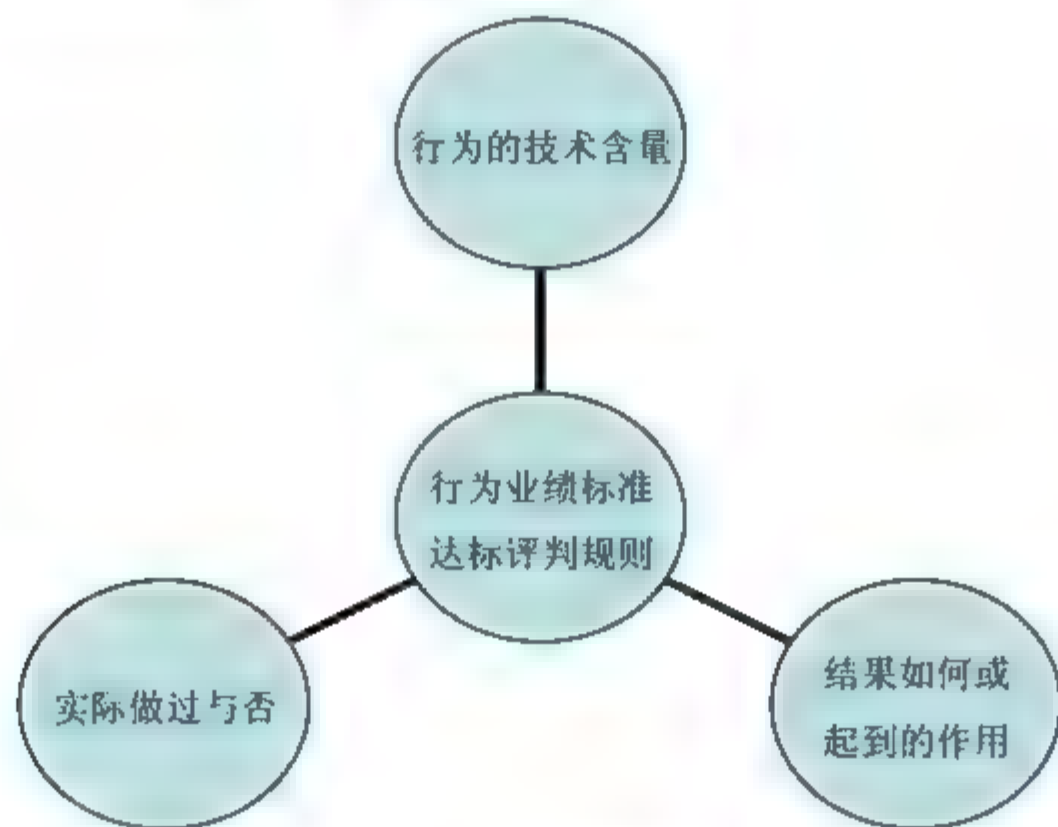 行为的技术含量
行为业绩标准
达标评判规则
实际做过与否
结果如何或
起到的作用